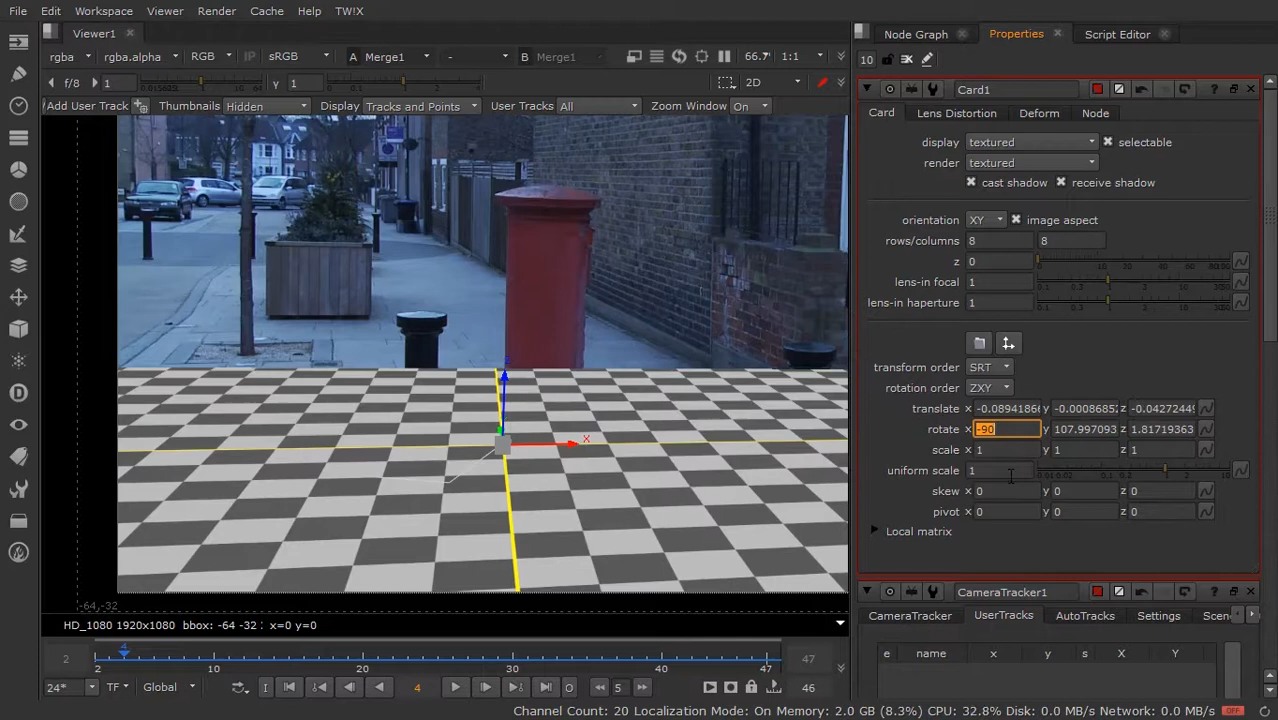 File Edit Workspace Viewer Render Cache Help TW!X
Viewer1
Node Graph Properties Script Editor
rgba rgba.alpha RGB IP sRGB A Merge1 - B Merge1 66.7 1:1
10
f/8 1 y 1 2D
Card1
Add User Track Thumbnails Hidden Display Tracks and Points User Tracks All Zoom Window On
Card Lens Distortion Deform Node
display textured selectable
render textured
cast shadow receive shadow
orientation XY image aspect
rows/columns 8 8
z 0
lens-in focal 1
lens-in haperture 1
transform order SRT
rotation order ZXY
translate x -0.0894186 y -0.0008685 z -0.0427244
rotate x -90 y 107.997093 z 1.81719363
scale x 1 y 1 z 1
uniform scale 1
skew x 0 y 0 z 0
pivot x 0 y 0 z 0
Local matrix
X
-64,-32
CameraTracker1
CameraTracker UserTracks AutoTracks Settings Scen
HD_1080 1920x1080 bbox: -64 -32 : x=0 y=0
e name x y s X Y
2 4 47
2 10 20 30 40 47
24* TF Global 4 5 46
Channel Count: 20 Localization Mode: On Memory: 2.0 GB (8.3%) CPU: 32.8% Disk: 0.0 MB/s Network: 0.0 MB/s OFF